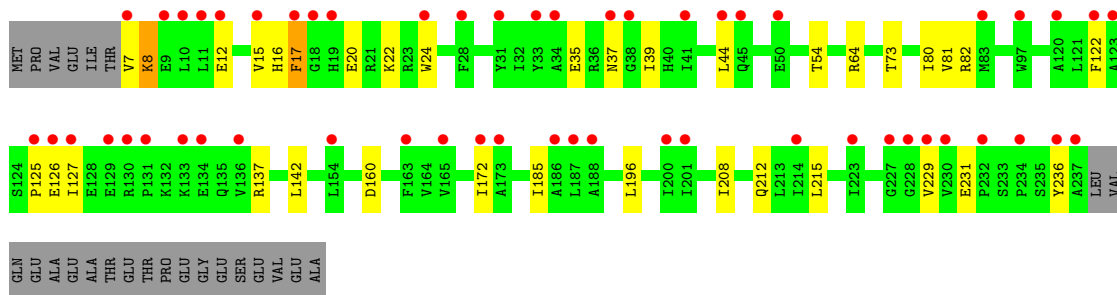 MET PRO VAL GLU ILE THR V7 K8 E9 L10 L11 E12 V15 H16 F17 G18 H19 E20 R21 K22 R23 W24 F28 Y31 I32 Y33 A34 E35 R36 N37 G38 I39 H40 I41 L44 Q45 E50 T54 R64 T73 I80 V81 R82 M83 W97 A120 L121 F122 A123
S124 P125 E126 I127 E128 E129 R130 P131 K132 K133 E134 Q135 V136 R137 L142 L154 D160 F163 V164 V165 I172 A173 I185 A186 L187 A188 L196 I200 I201 I208 Q212 L213 I214 L215 I223 G227 G228 V229 V230 E231 P232 S233 P234 S235 Y236 A237 LEU VAL
GLN GLU ALA GLU ALA THR GLU THR PRO GLU GLY GLU SER GLU VAL GLU ALA